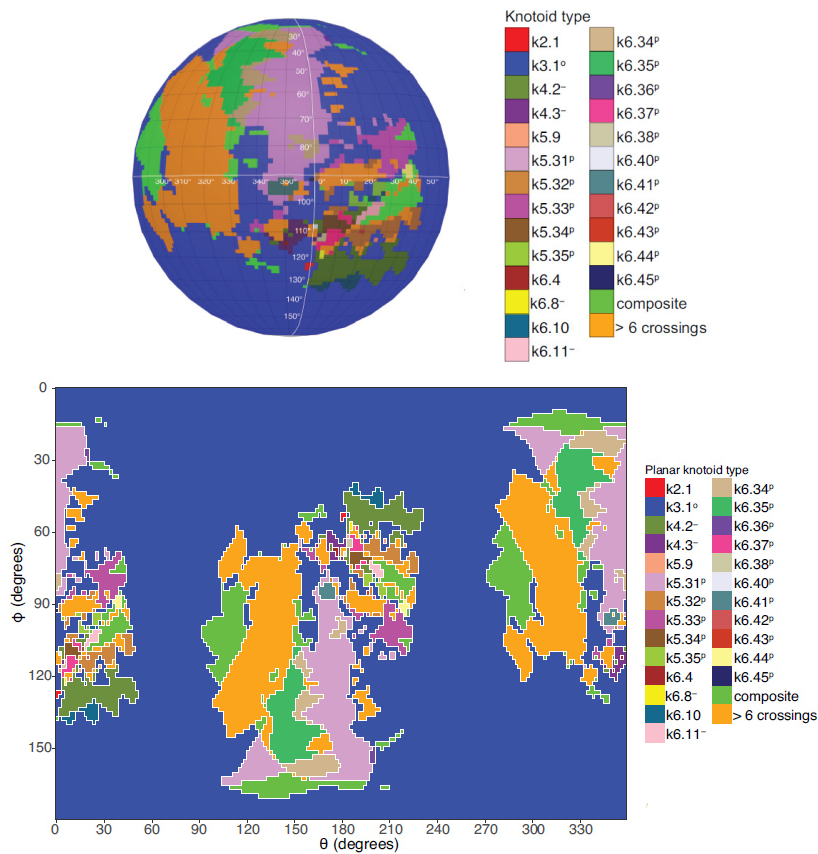 Knotoid type
k2.1 k6.34ᵖ
k3.1ᵒ k6.35ᵖ
k4.2⁻ k6.36ᵖ
k4.3⁻ k6.37ᵖ
k5.9 k6.38ᵖ
k5.31ᵖ k6.40ᵖ
k5.32ᵖ k6.41ᵖ
k5.33ᵖ k6.42ᵖ
k5.34ᵖ k6.43ᵖ
k5.35ᵖ k6.44ᵖ
k6.4 k6.45ᵖ
k6.8⁻ composite
k6.10 > 6 crossings
k6.11⁻
30°
40°
50°
60°
70°
80°
300° 310° 320° 330° 350° 0° 10° 20° 30° 40° 50°
100°
110°
120°
130°
140°
150°
Planar knotoid type
k2.1 k6.34ᵖ
k3.1ᵒ k6.35ᵖ
k4.2⁻ k6.36ᵖ
k4.3⁻ k6.37ᵖ
k5.9 k6.38ᵖ
k5.31ᵖ k6.40ᵖ
k5.32ᵖ k6.41ᵖ
k5.33ᵖ k6.42ᵖ
k5.34ᵖ k6.43ᵖ
k5.35ᵖ k6.44ᵖ
k6.4 k6.45ᵖ
k6.8⁻ composite
k6.10 > 6 crossings
k6.11⁻
0
30
60
90
120
150
φ (degrees)
0 30 60 90 120 150 180 210 240 270 300 330
θ (degrees)